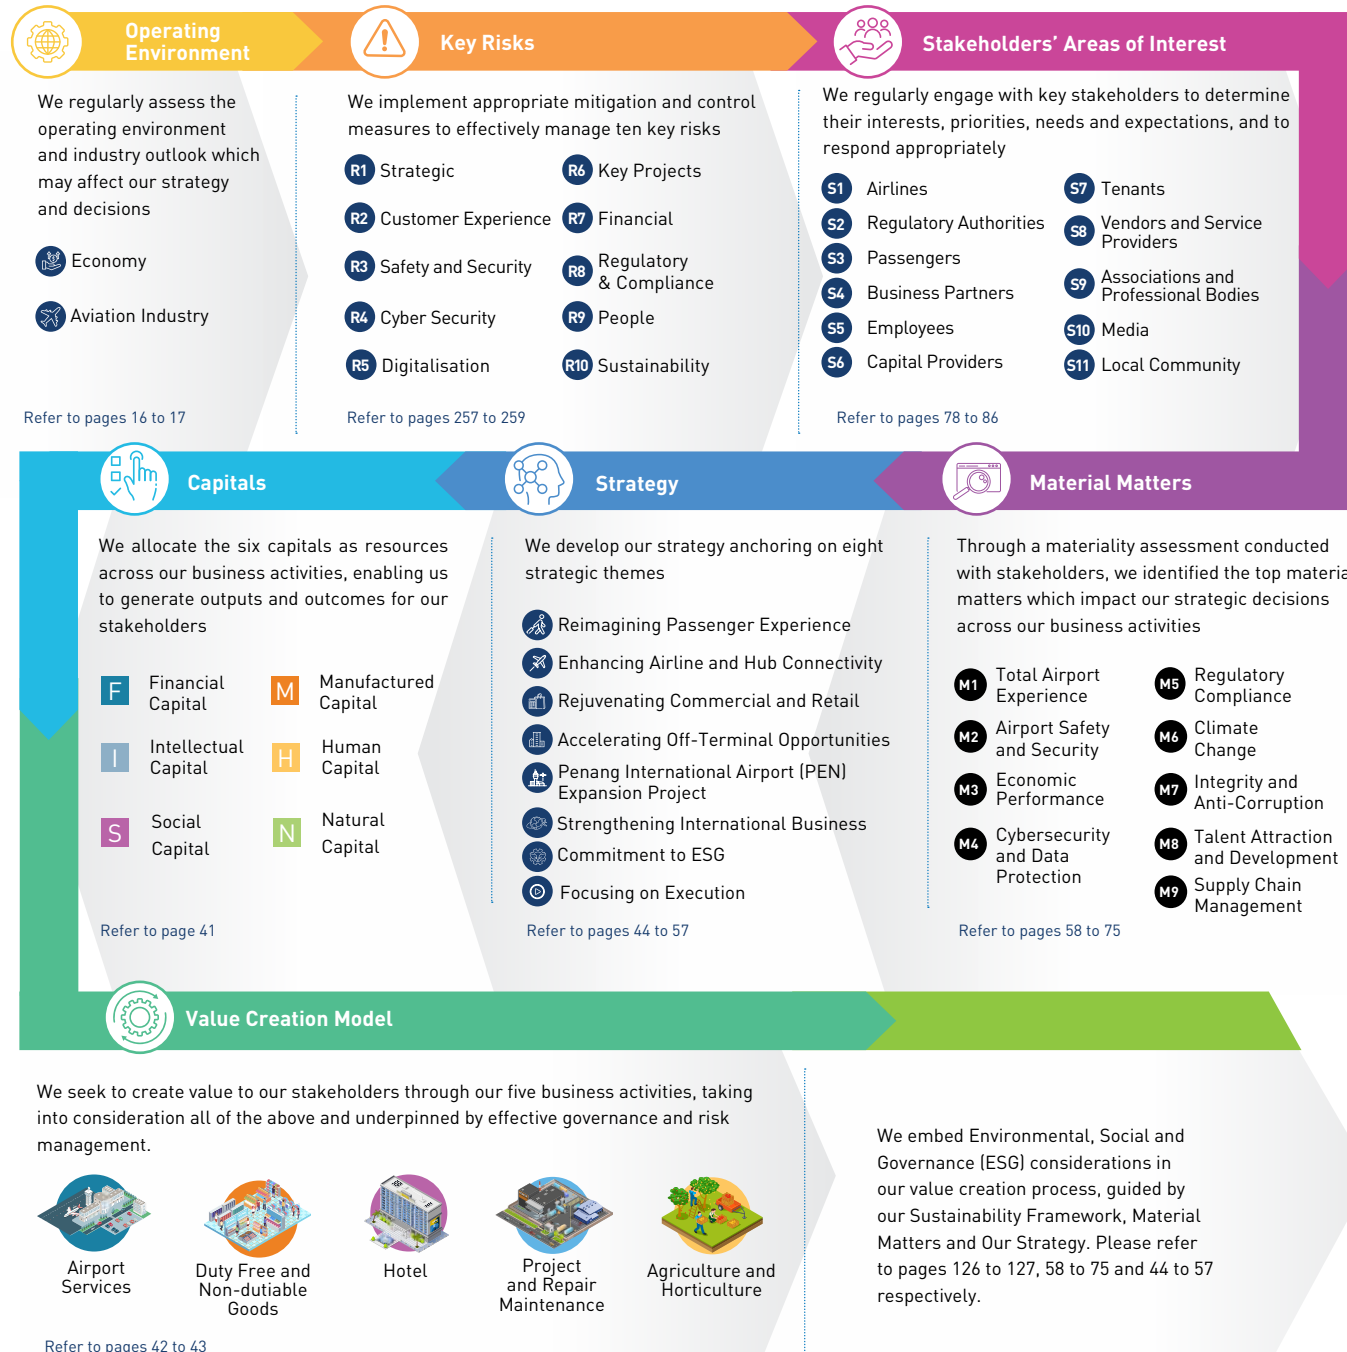 Operating
Environment
We regularly assess the
operating environment
and industry outlook which
may affect our strategy
and decisions
Economy
Aviation Industry
Refer to pages 16 to 17
Key Risks
We implement appropriate mitigation and control
measures to effectively manage ten key risks
R1 Strategic
R2 Customer Experience
R3 Safety and Security
R4 Cyber Security
R5 Digitalisation
R6 Key Projects
R7 Financial
R8 Regulatory
& Compliance
R9 People
R10 Sustainability
Refer to pages 257 to 259
Stakeholders' Areas of Interest
We regularly engage with key stakeholders to determine
their interests, priorities, needs and expectations, and to
respond appropriately
S1 Airlines
S2 Regulatory Authorities
S3 Passengers
S4 Business Partners
S5 Employees
S6 Capital Providers
S7 Tenants
S8 Vendors and Service
Providers
S9 Associations and
Professional Bodies
S10 Media
S11 Local Community
Refer to pages 78 to 86
Capitals
We allocate the six capitals as resources
across our business activities, enabling us
to generate outputs and outcomes for our
stakeholders
F Financial
Capital
M Manufactured
Capital
I Intellectual
Capital
H Human
Capital
S Social
Capital
N Natural
Capital
Refer to page 41
Strategy
We develop our strategy anchoring on eight
strategic themes
Reimagining Passenger Experience
Enhancing Airline and Hub Connectivity
Rejuvenating Commercial and Retail
Accelerating Off-Terminal Opportunities
Penang International Airport (PEN)
Expansion Project
Strengthening International Business
Commitment to ESG
Focusing on Execution
Refer to pages 44 to 57
Material Matters
Through a materiality assessment conducted
with stakeholders, we identified the top materia
matters which impact our strategic decisions
across our business activities
M1 Total Airport
Experience
M2 Airport Safety
and Security
M3 Economic
Performance
M4 Cybersecurity
and Data
Protection
M5 Regulatory
Compliance
M6 Climate
Change
M7 Integrity and
Anti-Corruption
M8 Talent Attraction
and Development
M9 Supply Chain
Management
Refer to pages 58 to 75
Value Creation Model
We seek to create value to our stakeholders through our five business activities, taking
into consideration all of the above and underpinned by effective governance and risk
management.
Airport
Services
Duty Free and
Non-dutiable
Goods
Hotel
Project
and Repair
Maintenance
Agriculture and
Horticulture
Refer to pages 42 to 43
We embed Environmental, Social and
Governance (ESG) considerations in
our value creation process, guided by
our Sustainability Framework, Material
Matters and Our Strategy. Please refer
to pages 126 to 127, 58 to 75 and 44 to 57
respectively.